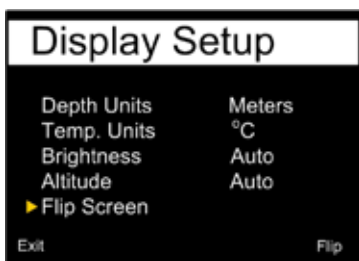 Display Setup
Depth Units Meters
Temp. Units °C
Brightness Auto
Altitude Auto
Flip Screen
Exit Flip